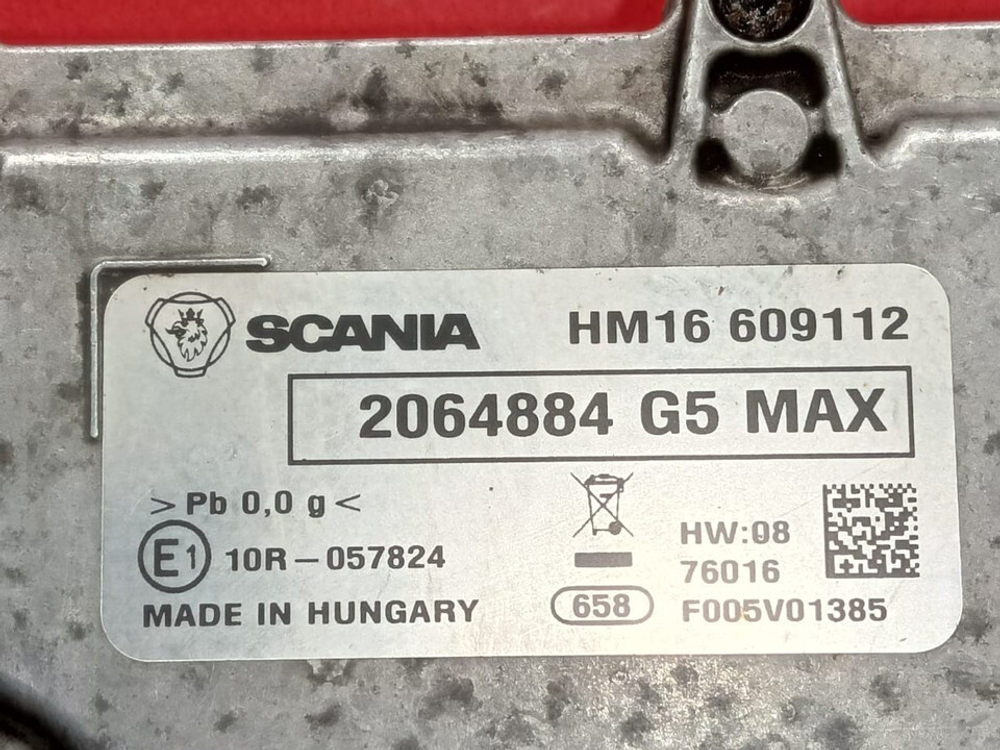 SCANIA HM16 609112
2064884 G5 MAX
>Pb 0,0 g<
HW:08
E1 10R-057824
76016
MADE IN HUNGARY
658
F005V01385